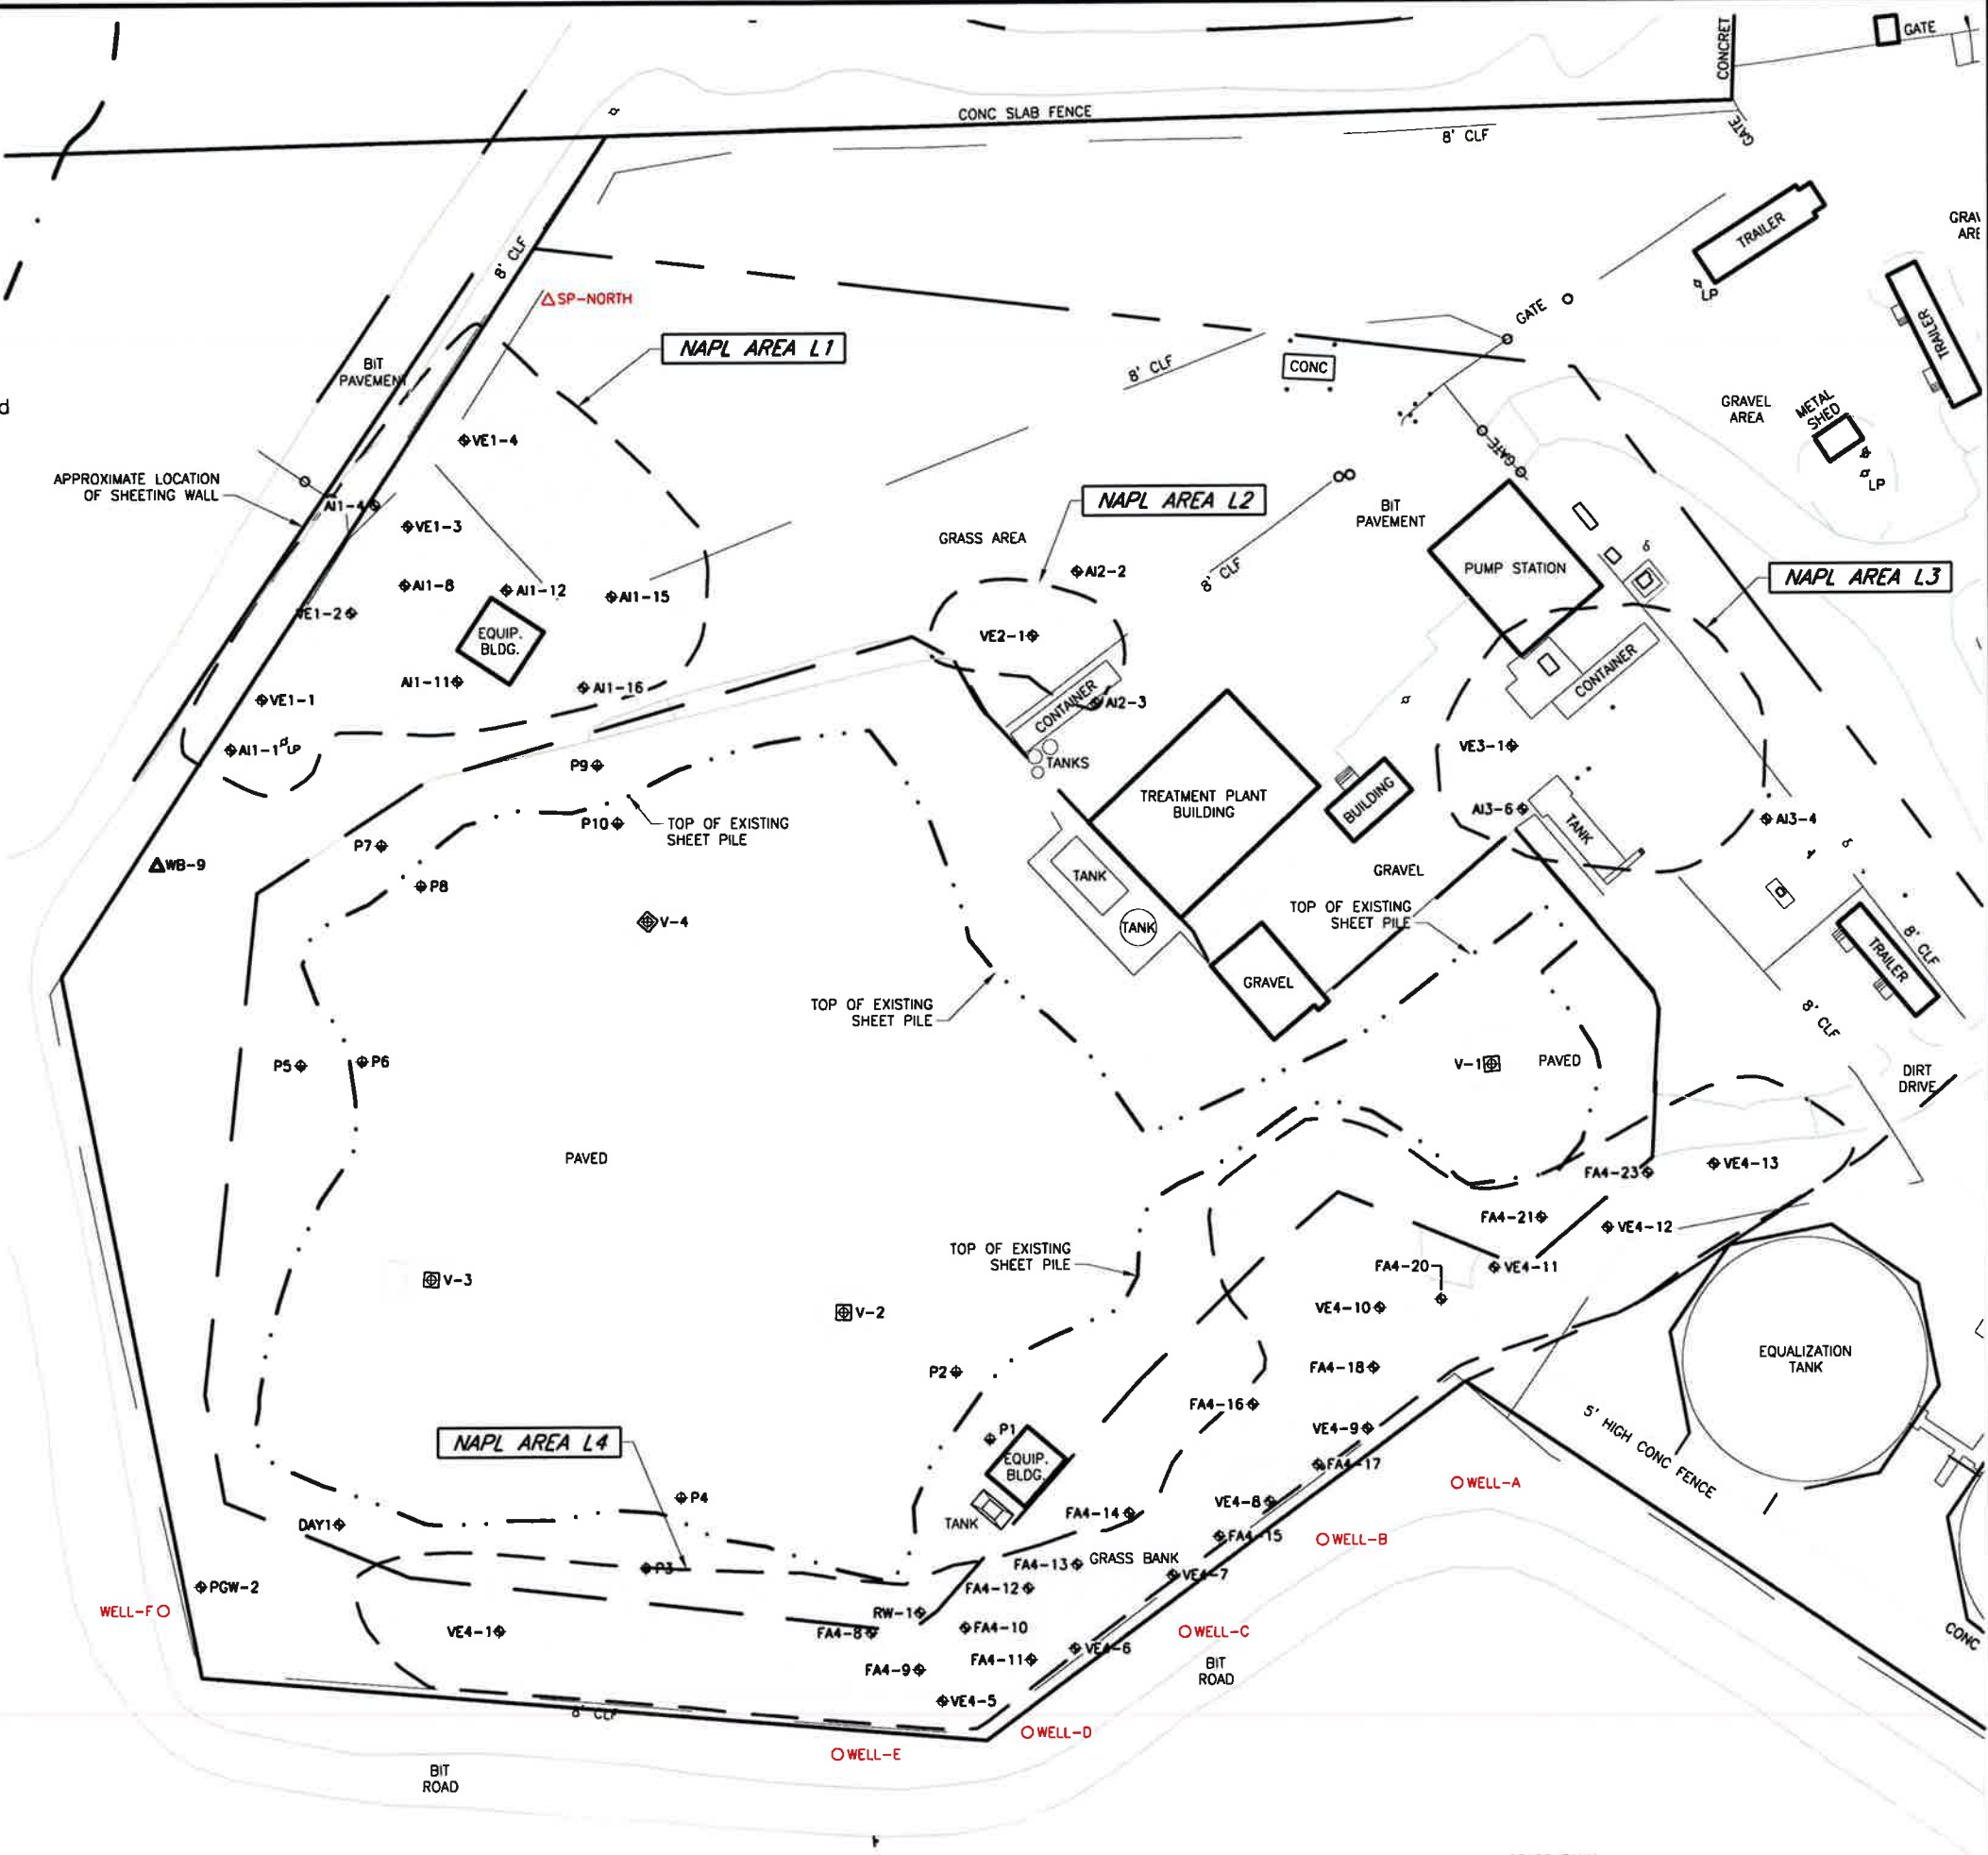 GATE
CONCRET
CONC SLAB FENCE
8' CLF
GATE
TRAILER
GRA
ARE
8' CLF
SP-NORTH
LP
GATE
TRAILER
NAPL AREA L1
BIT
PAVEMENT
8' CLF
CONC
d
GRAVEL
AREA
METAL
SHED
VE1-4
GATE
LP
APPROXIMATE LOCATION
OF SHEETING WALL
AI1-4
VE1-3
NAPL AREA L2
BIT
PAVEMENT
GRASS AREA
AI1-8
AI1-12
AI1-15
AI2-2
8' CLF
PUMP STATION
NAPL AREA L3
VE1-2
EQUIP.
BLDG.
VE2-1
CONTAINER
AI1-11
AI1-16
VE1-1
CONTAINER
AI2-3
AI1-1
LP
VE3-1
P9
TANKS
P10
TOP OF EXISTING
SHEET PILE
TREATMENT PLANT
BUILDING
BUILDING
AI3-6
TANK
AI3-4
P7
WB-9
P8
TANK
GRAVEL
V-4
TANK
TOP OF EXISTING
SHEET PILE
8' CLF
TRAILER
GRAVEL
TOP OF EXISTING
SHEET PILE
8' CLF
P5
P6
V-1
PAVED
DIRT
DRIVE
PAVED
FA4-23
VE4-13
FA4-21
VE4-12
TOP OF EXISTING
SHEET PILE
FA4-20
VE4-11
V-3
V-2
VE4-10
EQUALIZATION
TANK
P2
FA4-18
FA4-16
5' HIGH CONC FENCE
NAPL AREA L4
P1
VE4-9
EQUIP.
BLDG.
FA4-17
WELL-A
P4
VE4-8
DAY1
TANK
FA4-14
FA4-15
WELL-B
P3
FA4-13
GRASS BANK
VE4-7
PGW-2
FA4-12
WELL-F
RW-1
VE4-1
FA4-8
FA4-10
WELL-C
CONC
FA4-11
VE4-6
FA4-9
BIT
ROAD
VE4-5
8' CLF
WELL-D
WELL-E
BIT
ROAD